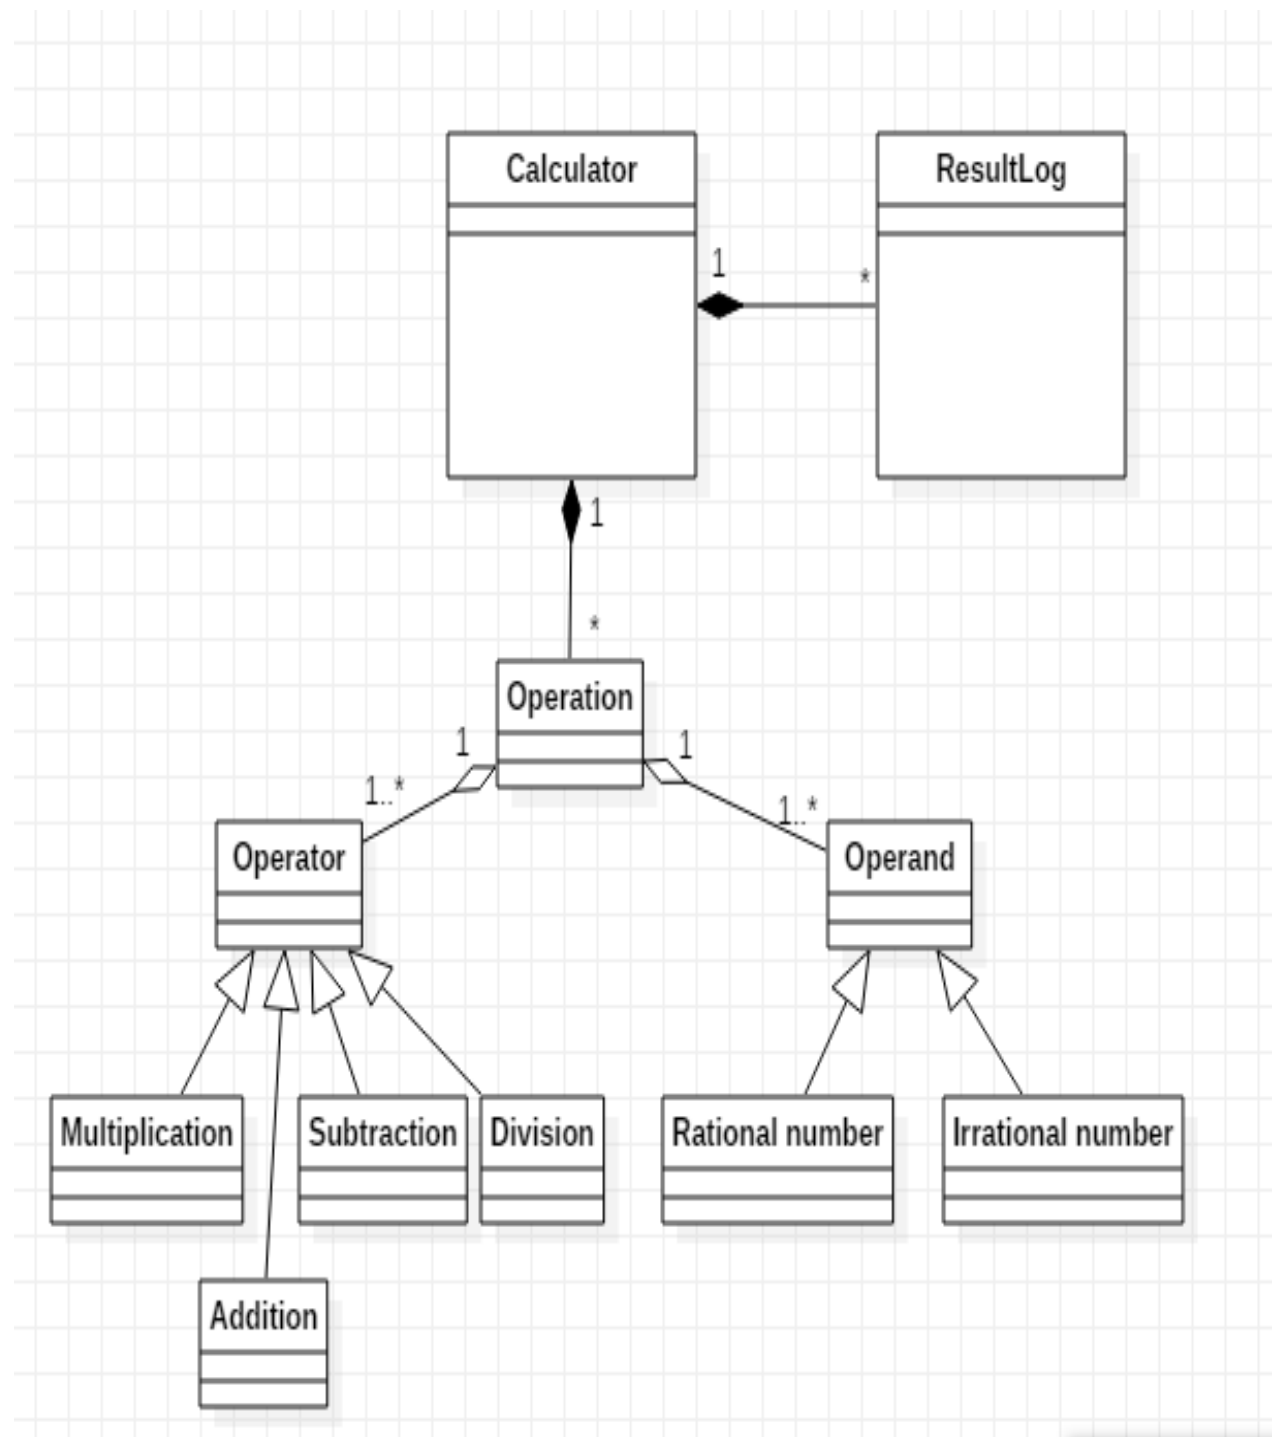 Calculator
ResultLog
1
*
1
*
Operation
1
1
1..*
1..*
Operator
Operand
Multiplication
Subtraction
Division
Rational number
Irrational number
Addition